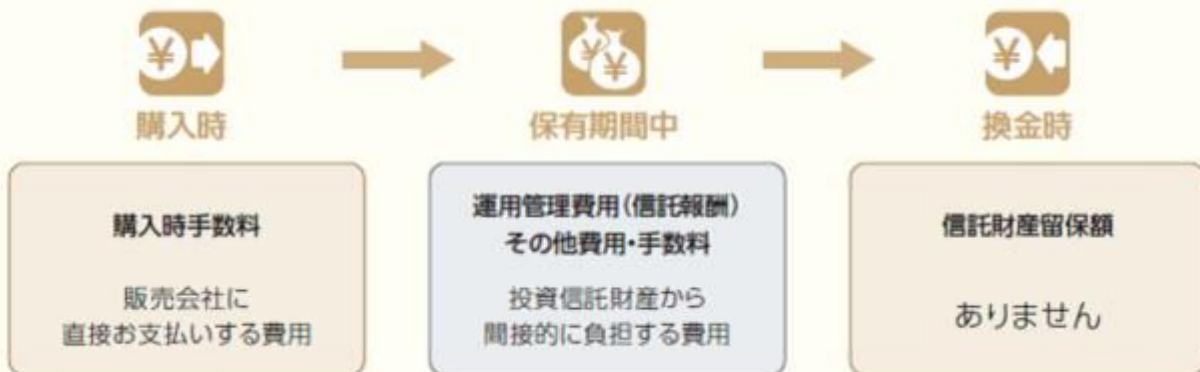 ¥
購入時
購入時手数料
販売会社に
直接お支払いする費用
¥¥
保有期間中
運用管理費用(信託報酬)
その他費用・手数料
投資信託財産から
間接的に負担する費用
¥
換金時
信託財産留保額
ありません